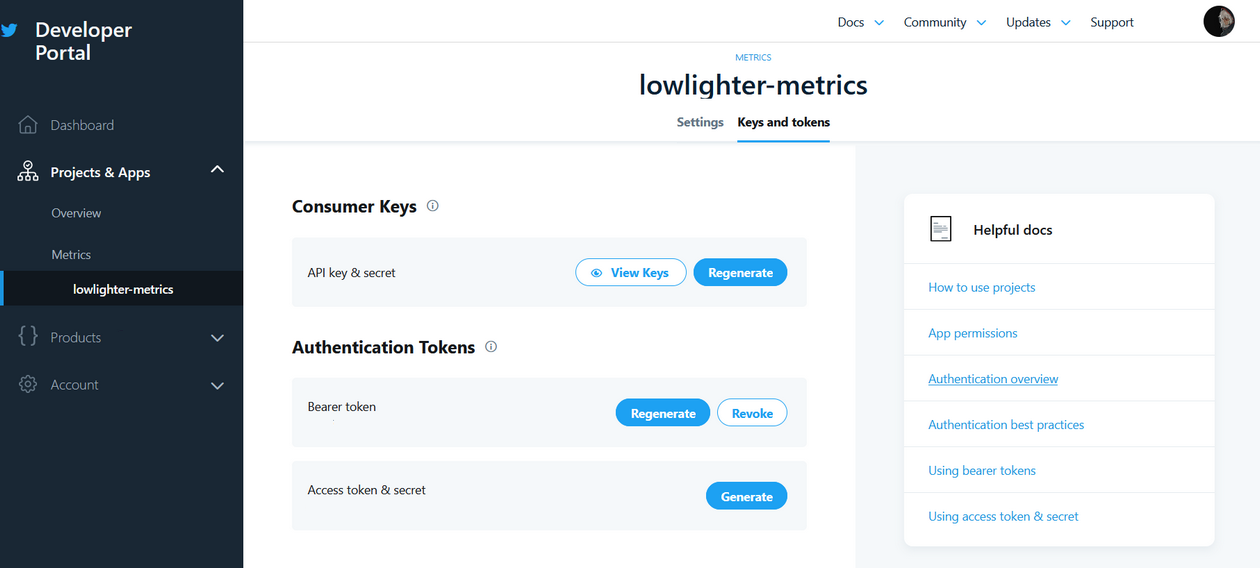 Developer
Portal
Docs
Community
Updates
Support
METRICS
lowlighter-metrics
Settings
Keys and tokens
Dashboard
Projects & Apps
Overview
Metrics
lowlighter-metrics
Products
Account
Consumer Keys
API key & secret
View Keys
Regenerate
Authentication Tokens
Bearer token
Regenerate
Revoke
Access token & secret
Generate
Helpful docs
How to use projects
App permissions
Authentication overview
Authentication best practices
Using bearer tokens
Using access token & secret